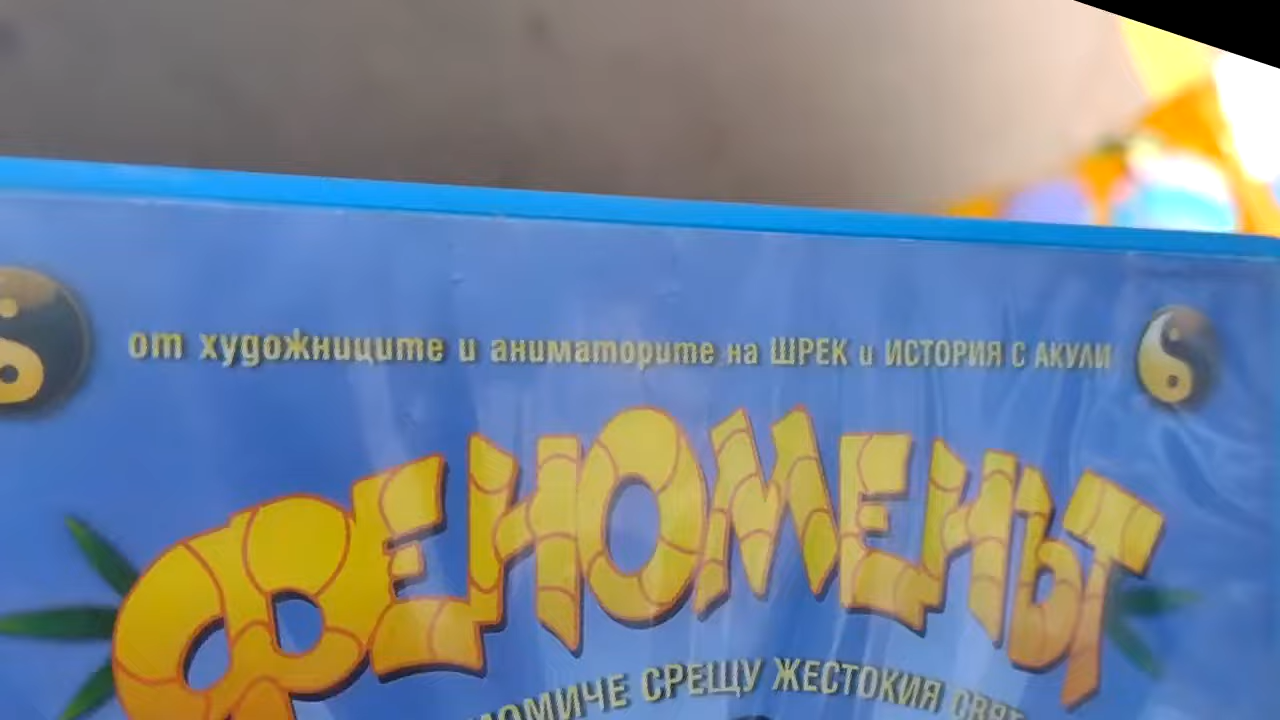 от художниците и аниматорите на ШРЕК и ИСТОРИЯ С АКУЛИ
ФЕНОМЕНЪТ
СРЕЩУ ЖЕСТОКИЯ